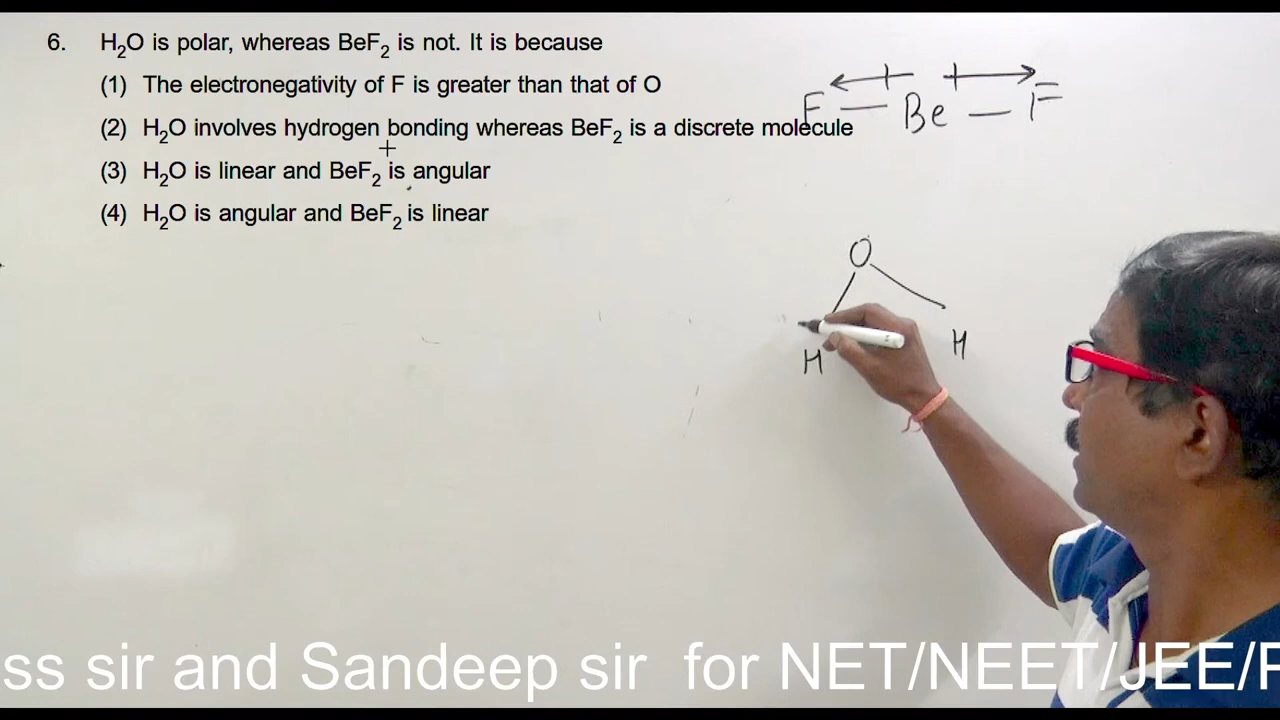 6. H₂O is polar, whereas BeF₂ is not. It is because
(1) The electronegativity of F is greater than that of O
(2) H₂O involves hydrogen bonding whereas BeF₂ is a discrete molecule
(3) H₂O is linear and BeF₂ is angular
(4) H₂O is angular and BeF₂ is linear
F — Be — F
O
H H
ss sir and Sandeep sir for NET/NEET/JEE/